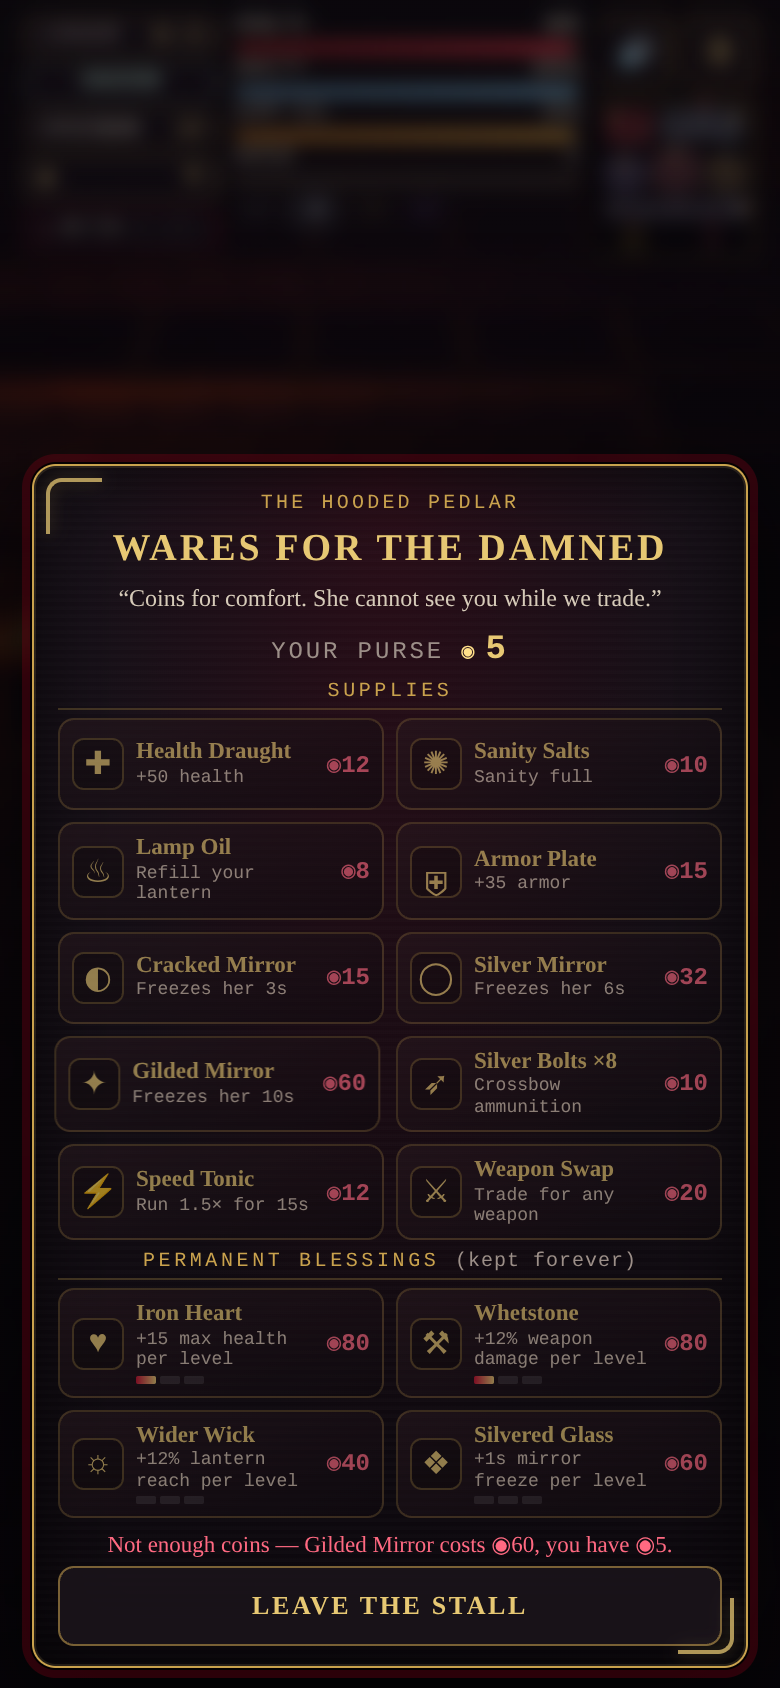 THE HOODED PEDLAR
WARES FOR THE DAMNED
“Coins for comfort. She cannot see you while we trade.”
YOUR PURSE ◉ 5
SUPPLIES
Health Draught
+50 health
◉12
Sanity Salts
Sanity full
◉10
Lamp Oil
Refill your
lantern
◉8
Armor Plate
+35 armor
◉15
Cracked Mirror
Freezes her 3s
◉15
Silver Mirror
Freezes her 6s
◉32
Gilded Mirror
Freezes her 10s
◉60
Silver Bolts ×8
Crossbow
ammunition
◉10
Speed Tonic
Run 1.5× for 15s
◉12
Weapon Swap
Trade for any
weapon
◉20
PERMANENT BLESSINGS (kept forever)
Iron Heart
+15 max health
per level
◉80
Whetstone
+12% weapon
damage per level
◉80
Wider Wick
+12% lantern
reach per level
◉40
Silvered Glass
+1s mirror
freeze per level
◉60
Not enough coins — Gilded Mirror costs ◉60, you have ◉5.
LEAVE THE STALL